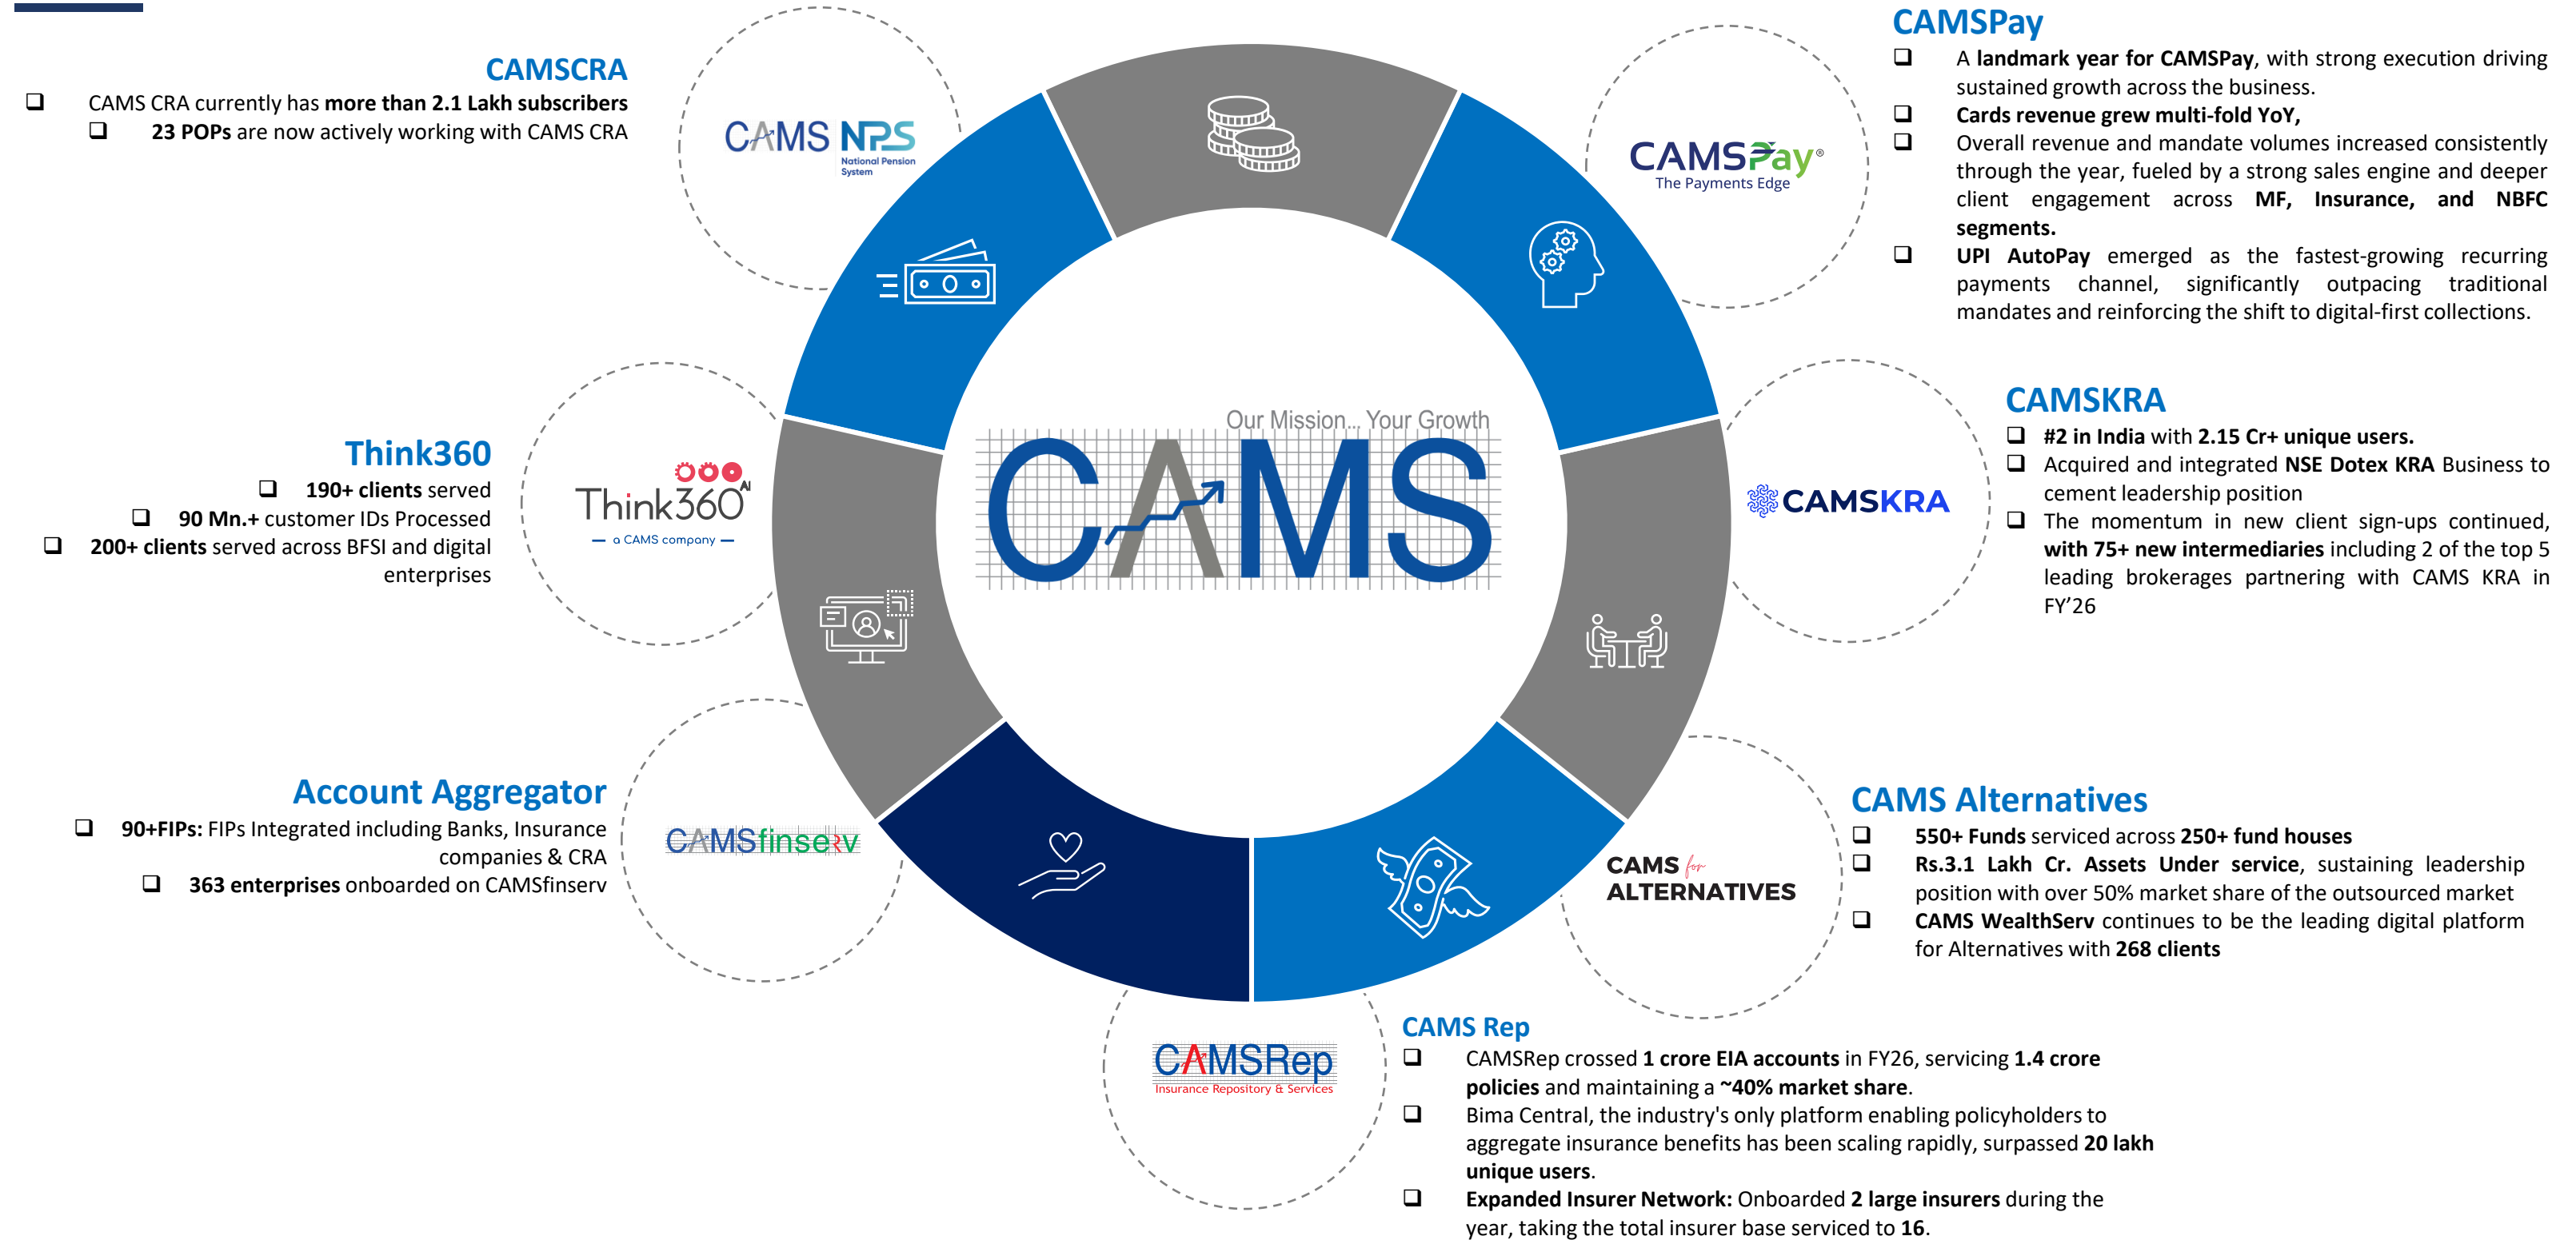 CAMSCRA
❑ CAMS CRA currently has more than 2.1 Lakh subscribers
❑ 23 POPs are now actively working with CAMS CRA
CAMS NPS
National Pension
System
CAMSPay®
The Payments Edge
CAMSPay
❑ A landmark year for CAMSPay, with strong execution driving
sustained growth across the business.
❑ Cards revenue grew multi-fold YoY,
❑ Overall revenue and mandate volumes increased consistently
through the year, fueled by a strong sales engine and deeper
client engagement across MF, Insurance, and NBFC
segments.
❑ UPI AutoPay emerged as the fastest-growing recurring
payments channel, significantly outpacing traditional
mandates and reinforcing the shift to digital-first collections.
Think360
❑ 190+ clients served
❑ 90 Mn.+ customer IDs Processed
❑ 200+ clients served across BFSI and digital
enterprises
Think360 AI
a CAMS company
Our Mission... Your Growth
CAMS
CAMSKRA
CAMSKRA
❑ #2 in India with 2.15 Cr+ unique users.
❑ Acquired and integrated NSE Dotex KRA Business to
cement leadership position
❑ The momentum in new client sign-ups continued,
with 75+ new intermediaries including 2 of the top 5
leading brokerages partnering with CAMS KRA in
FY’26
Account Aggregator
❑ 90+FIPs: FIPs Integrated including Banks, Insurance
companies & CRA
❑ 363 enterprises onboarded on CAMSfinserv
CAMSfinserv
CAMS for
ALTERNATIVES
CAMS Alternatives
❑ 550+ Funds serviced across 250+ fund houses
❑ Rs.3.1 Lakh Cr. Assets Under service, sustaining leadership
position with over 50% market share of the outsourced market
❑ CAMS WealthServ continues to be the leading digital platform
for Alternatives with 268 clients
CAMSRep
Insurance Repository & Services
CAMS Rep
❑ CAMSRep crossed 1 crore EIA accounts in FY26, servicing 1.4 crore
policies and maintaining a ~40% market share.
❑ Bima Central, the industry's only platform enabling policyholders to
aggregate insurance benefits has been scaling rapidly, surpassed 20 lakh
unique users.
❑ Expanded Insurer Network: Onboarded 2 large insurers during the
year, taking the total insurer base serviced to 16.